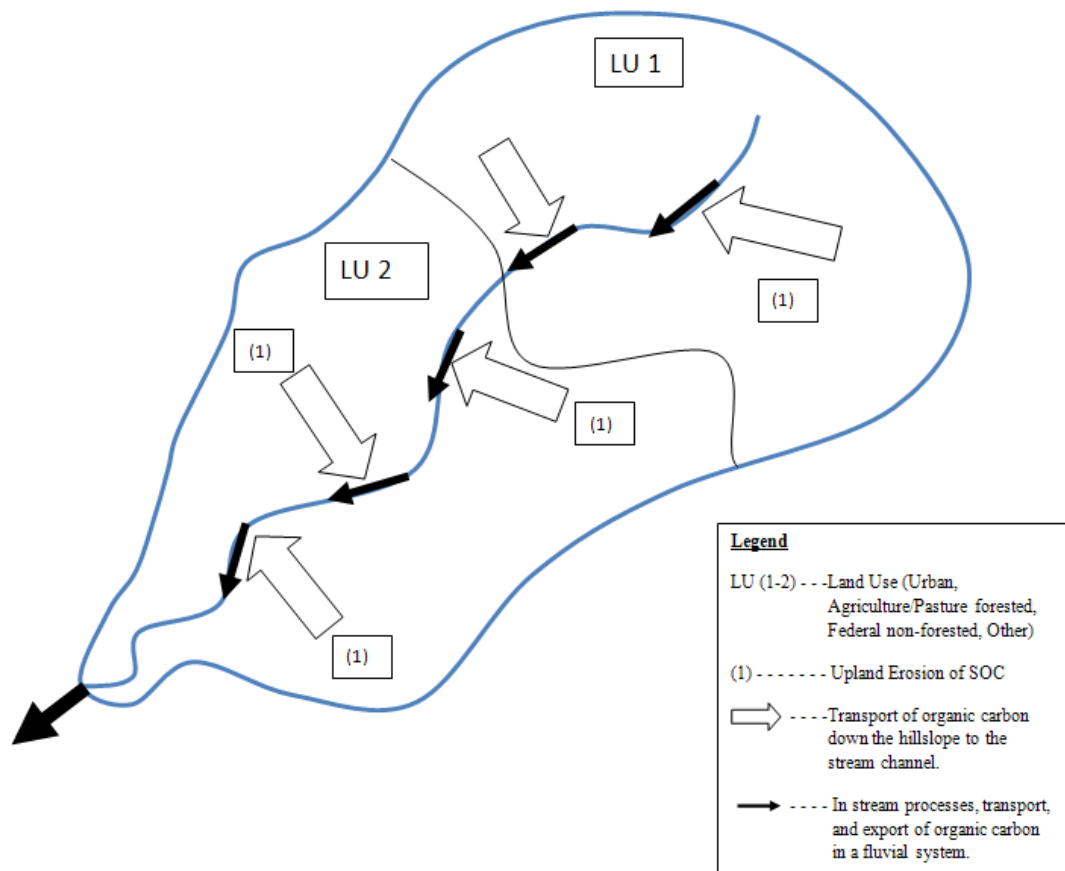 LU 1
LU 2
(1)
(1)
(1)
(1)
Legend
LU (1-2) - - -Land Use (Urban,
Agriculture/Pasture forested,
Federal non-forested, Other)
(1) - - - - - - - Upland Erosion of SOC
- - - -Transport of organic carbon
down the hillslope to the
stream channel.
- - - - In stream processes, transport,
and export of organic carbon
in a fluvial system.